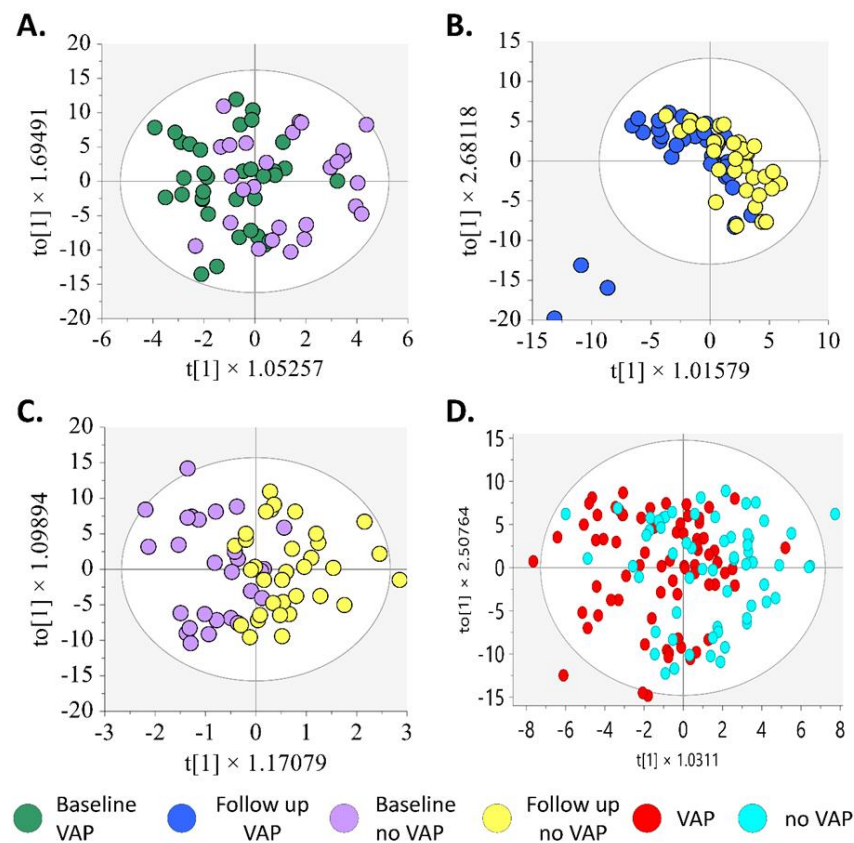 A.
20
15
10
5
0
-5
-10
-15
-20
-6 -4 -2 0 2 4 6
to[1] × 1.69491
t[1] × 1.05257
B.
15
10
5
0
-5
-10
-15
-20
-10 -5 0 5 10
to[1] × 2.68118
t[1] × 1.01579
C.
20
15
10
5
0
-5
-10
-15
-20
-3 -2 -1 0 1 2 3
to[1] × 1.09894
t[1] × 1.17079
D.
15
10
5
0
-5
-10
-15
-8 -6 -4 -2 0 2 4 6 8
to[1] × 2.50764
t[1] × 1.0311
Baseline
VAP
Follow up
VAP
Baseline
no VAP
Follow up
no VAP
VAP
no VAP